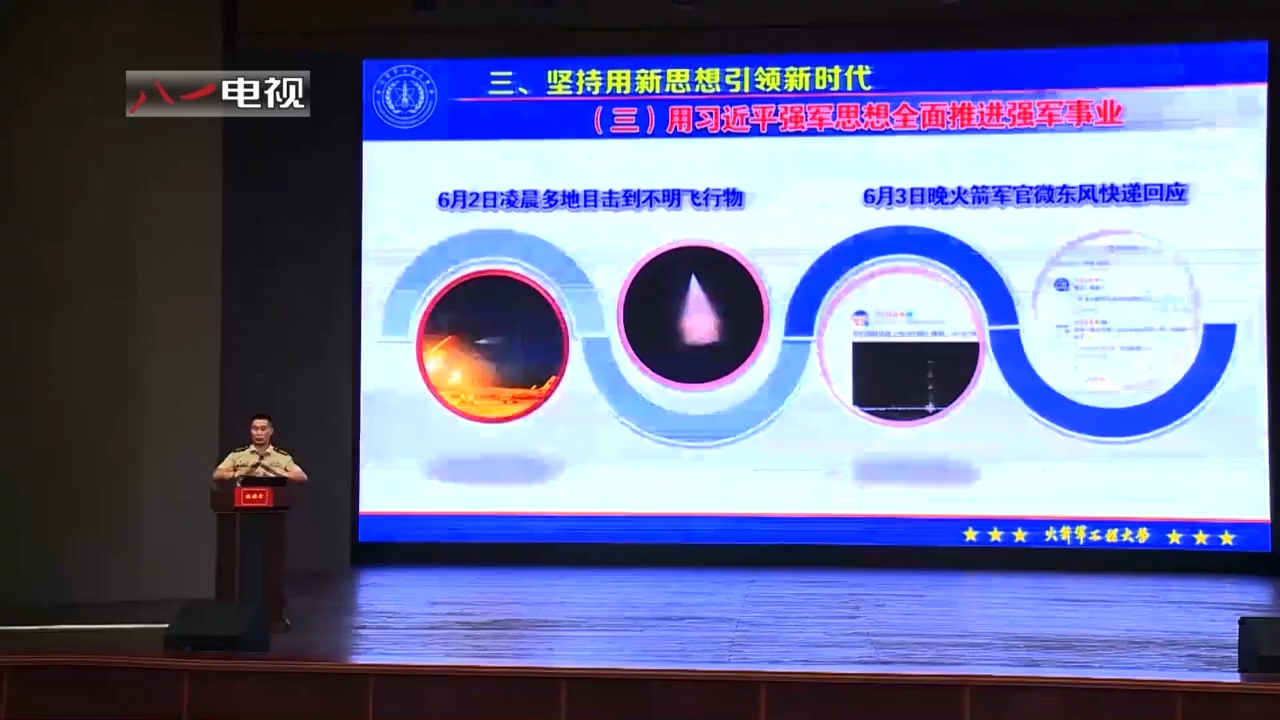 八一电视
三、坚持用新思想引领新时代
（三）用习近平强军思想全面推进强军事业
6月2日凌晨多地目击到不明飞行物
6月3日晚火箭军官微东风快递回应
火箭军工程大学